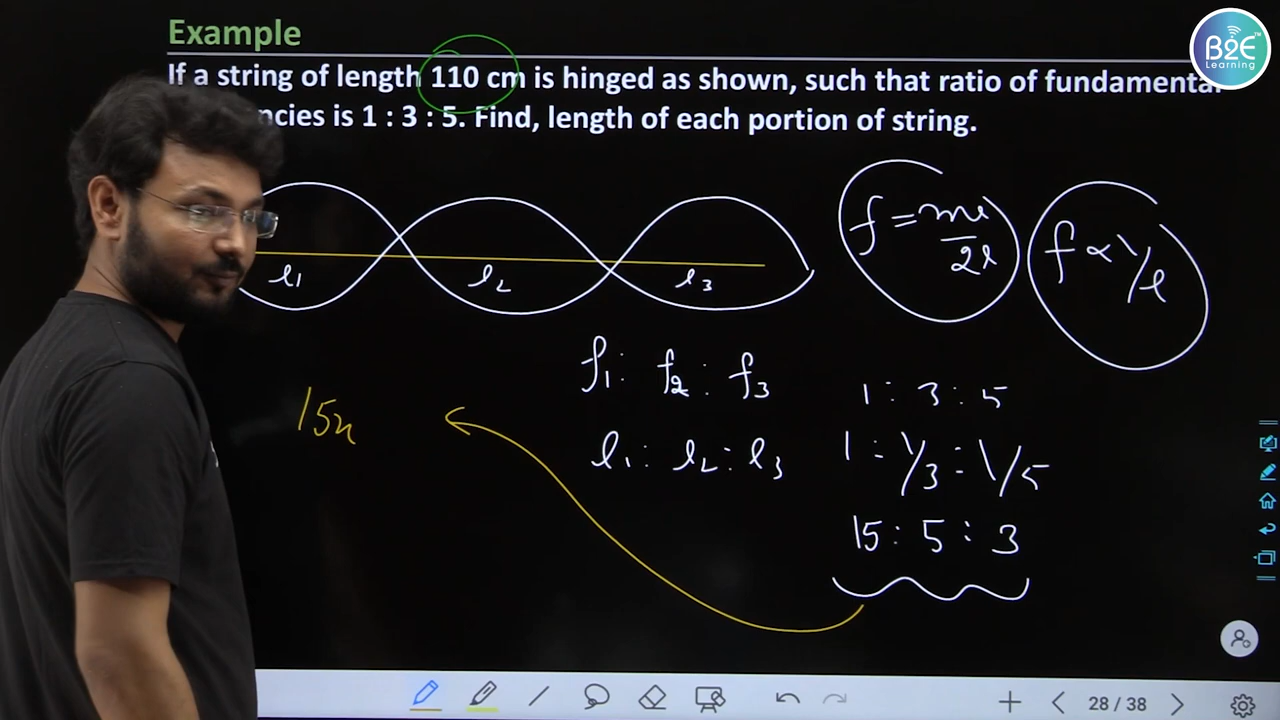 Example
B2E
Learning
TM
If a string of length 110 cm is hinged as shown, such that ratio of fundamental
ncies is 1 : 3 : 5. Find, length of each portion of string.
l1 l2 l3
f = nv/2l
f ∝ 1/l
f1 : f2 : f3 1 : 3 : 5
15x
l1 : l2 : l3 1 : 1/3 : 1/5
15 : 5 : 3
28 / 38